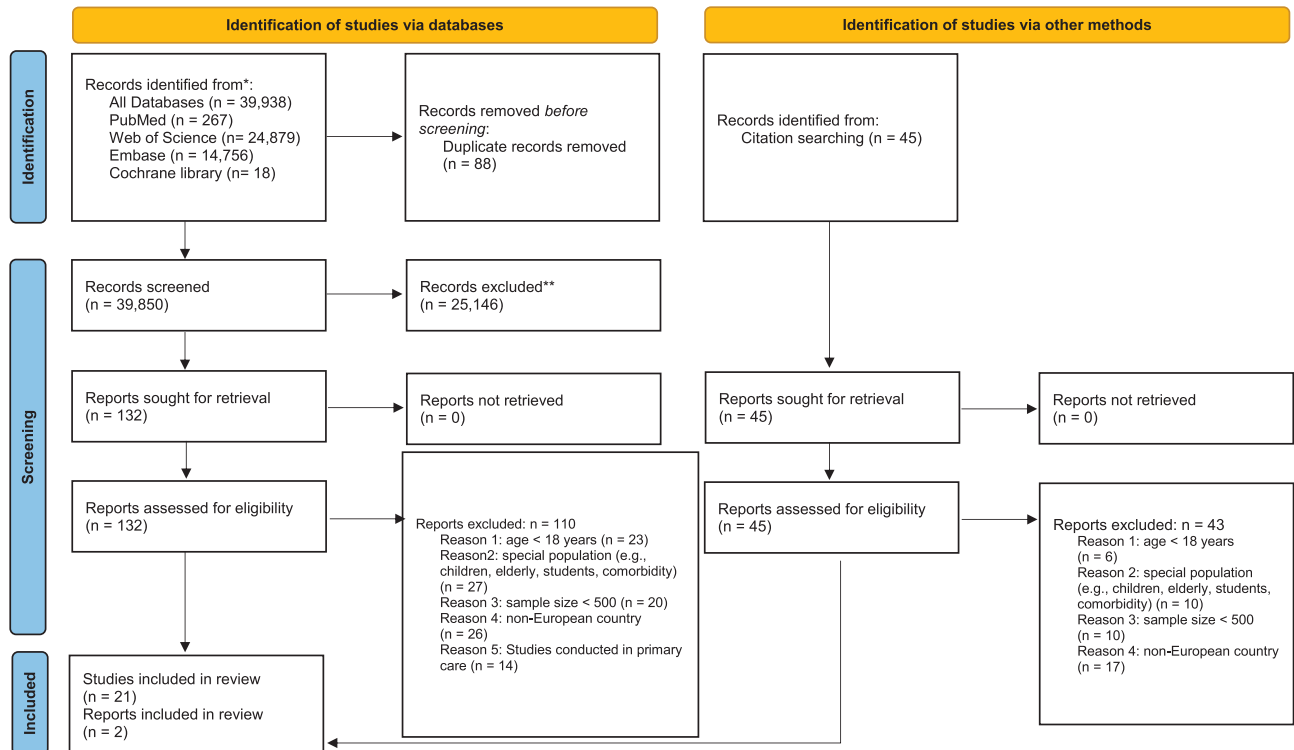 Identification of studies via databases
Identification of studies via other methods
Identification
Records identified from*:
All Databases (n = 39,938)
PubMed (n = 267)
Web of Science (n= 24,879)
Embase (n = 14,756)
Cochrane library (n= 18)
Records removed before
screening:
Duplicate records removed
(n = 88)
Records identified from:
Citation searching (n = 45)
Screening
Records screened
(n = 39,850)
Records excluded**
(n = 25,146)
Reports sought for retrieval
(n = 132)
Reports not retrieved
(n = 0)
Reports sought for retrieval
(n = 45)
Reports not retrieved
(n = 0)
Reports assessed for eligibility
(n = 132)
Reports excluded: n = 110
Reason 1: age < 18 years (n = 23)
Reason2: special population (e.g.,
children, elderly, students, comorbidity)
(n = 27)
Reason 3: sample size < 500 (n = 20)
Reason 4: non-European country
(n = 26)
Reason 5: Studies conducted in primary
care (n = 14)
Reports assessed for eligibility
(n = 45)
Reports excluded: n = 43
Reason 1: age < 18 years
(n = 6)
Reason 2: special population
(e.g., children, elderly, students,
comorbidity) (n = 10)
Reason 3: sample size < 500
(n = 10)
Reason 4: non-European country
(n = 17)
Included
Studies included in review
(n = 21)
Reports included in review
(n = 2)